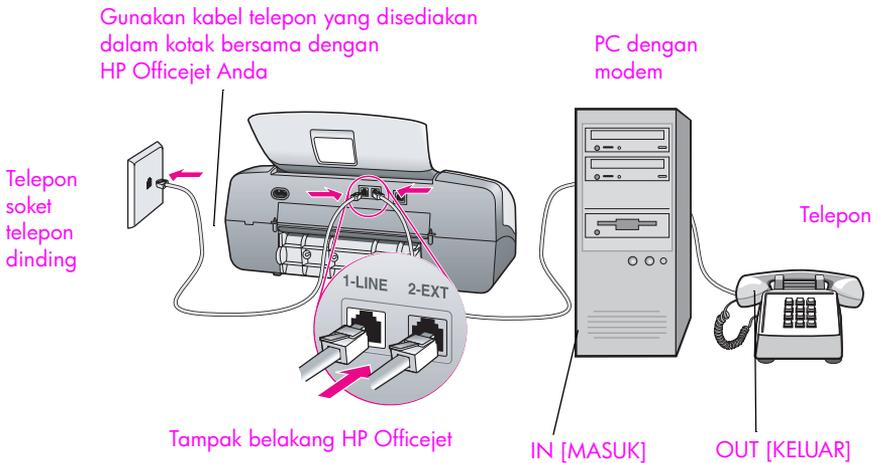 Gunakan kabel telepon yang disediakan
dalam kotak bersama dengan
HP Officejet Anda
PC dengan
modem
Telepon
soket
telepon
dinding
Telepon
1-LINE 2-EXT
Tampak belakang HP Officejet
IN [MASUK]
OUT [KELUAR]